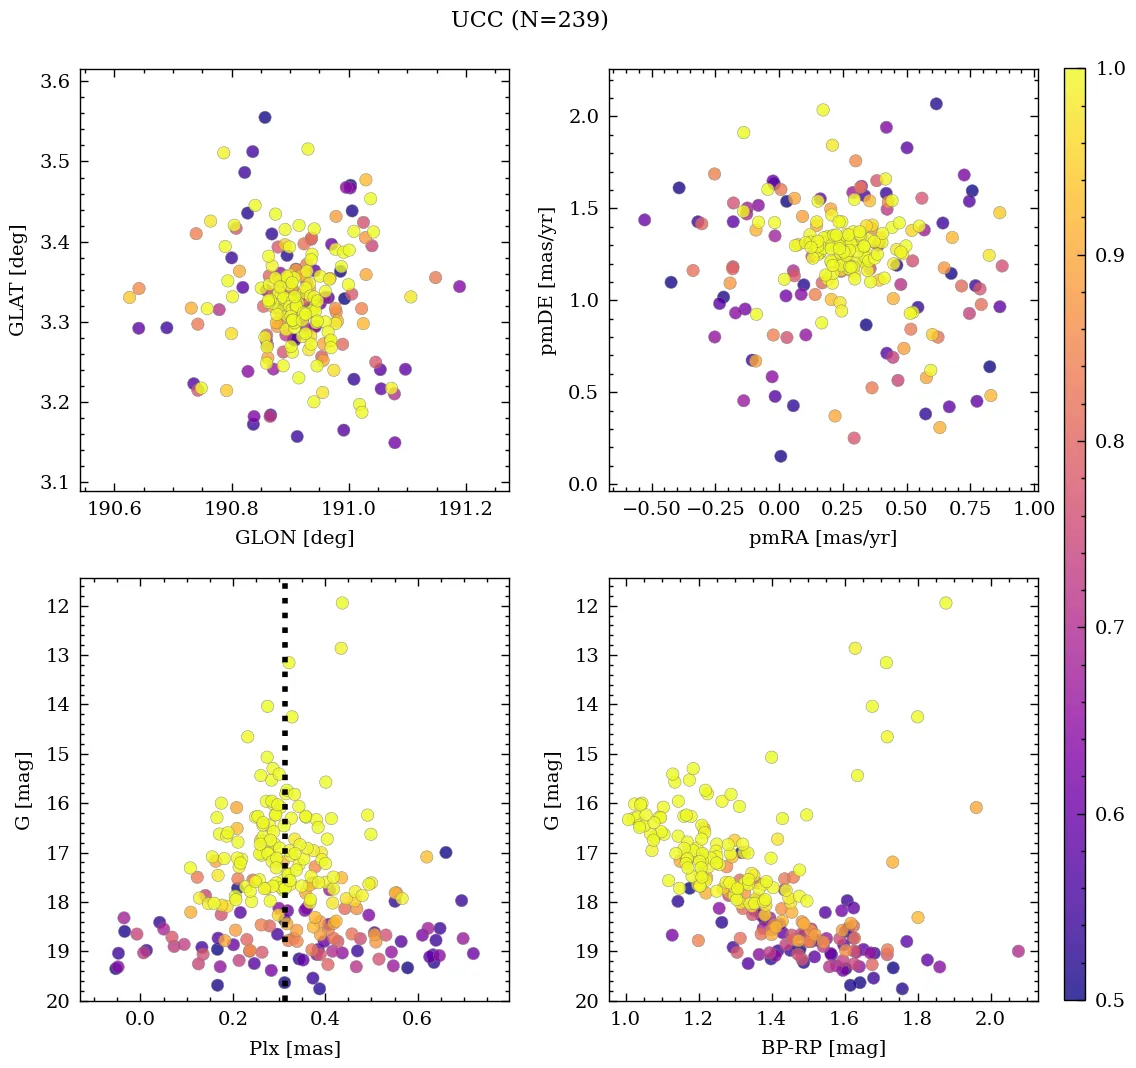 UCC (N=239)
3.6
3.5
3.4
3.3
3.2
3.1
GLAT [deg]
190.6 190.8 191.0 191.2
GLON [deg]
2.0
1.5
1.0
0.5
0.0
pmDE [mas/yr]
−0.50 −0.25 0.00 0.25 0.50 0.75 1.00
pmRA [mas/yr]
12
13
14
15
16
17
18
19
20
G [mag]
0.0 0.2 0.4 0.6
Plx [mas]
12
13
14
15
16
17
18
19
20
G [mag]
1.0 1.2 1.4 1.6 1.8 2.0
BP-RP [mag]
1.0
0.9
0.8
0.7
0.6
0.5